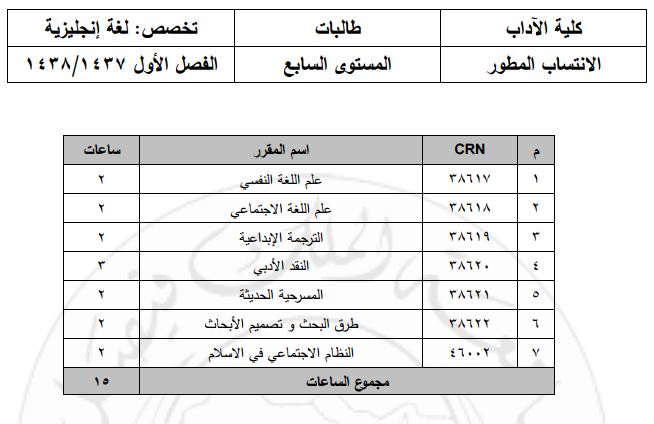 كلية الآداب طالبات تخصص: لغة إنجليزية
الانتساب المطور المستوى السابع الفصل الأول ١٤٣٨/١٤٣٧
م CRN اسم المقرر ساعات
١ ٣٨٦١٧ علم اللغة النفسي ٢
٢ ٣٨٦١٨ علم اللغة الاجتماعي ٢
٣ ٣٨٦١٩ الترجمة الإبداعية ٢
٤ ٣٨٦٢٠ النقد الأدبي ٣
٥ ٣٨٦٢١ المسرحية الحديثة ٢
٦ ٣٨٦٢٢ طرق البحث و تصميم الأبحاث ٢
٧ ٤٦٠٠٢ النظام الاجتماعي في الاسلام ٢
مجموع الساعات ١٥